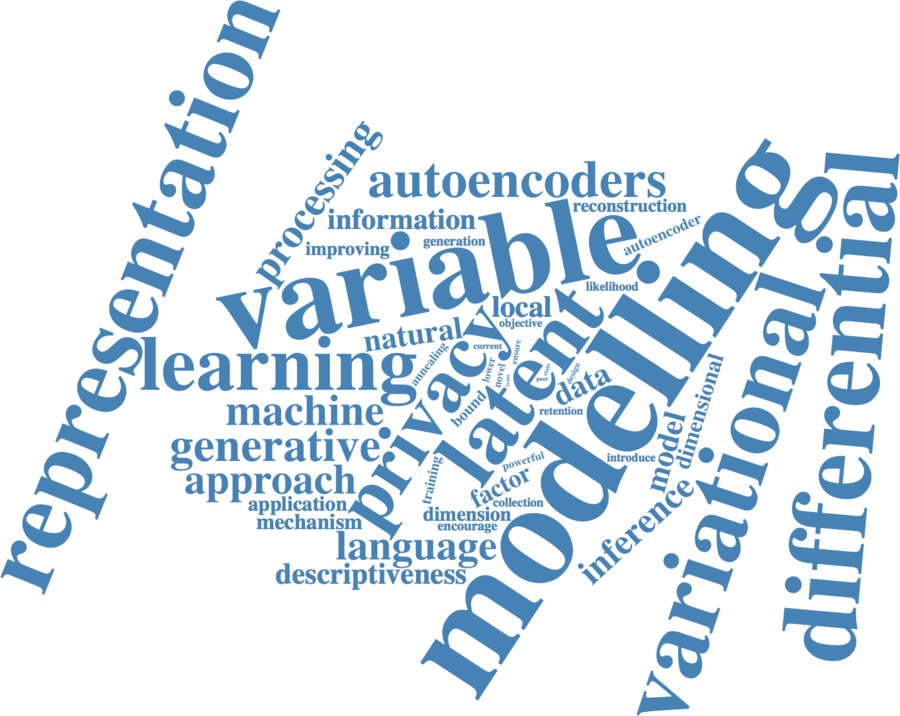 representation
processing
autoencoders
reconstruction
information
autoencoder
improving
generation
variable
likelihood
modelling
differential
variational
local
objective
natural
latent
privacy
current
ensure
learning
annealing
lower
novel
bound
poor
state
design
data
retention
machine
generative
dimensional
model
introduce
approach
training
powerful
factor
inference
application
collection
mechanism
dimension
encourage
language
descriptiveness